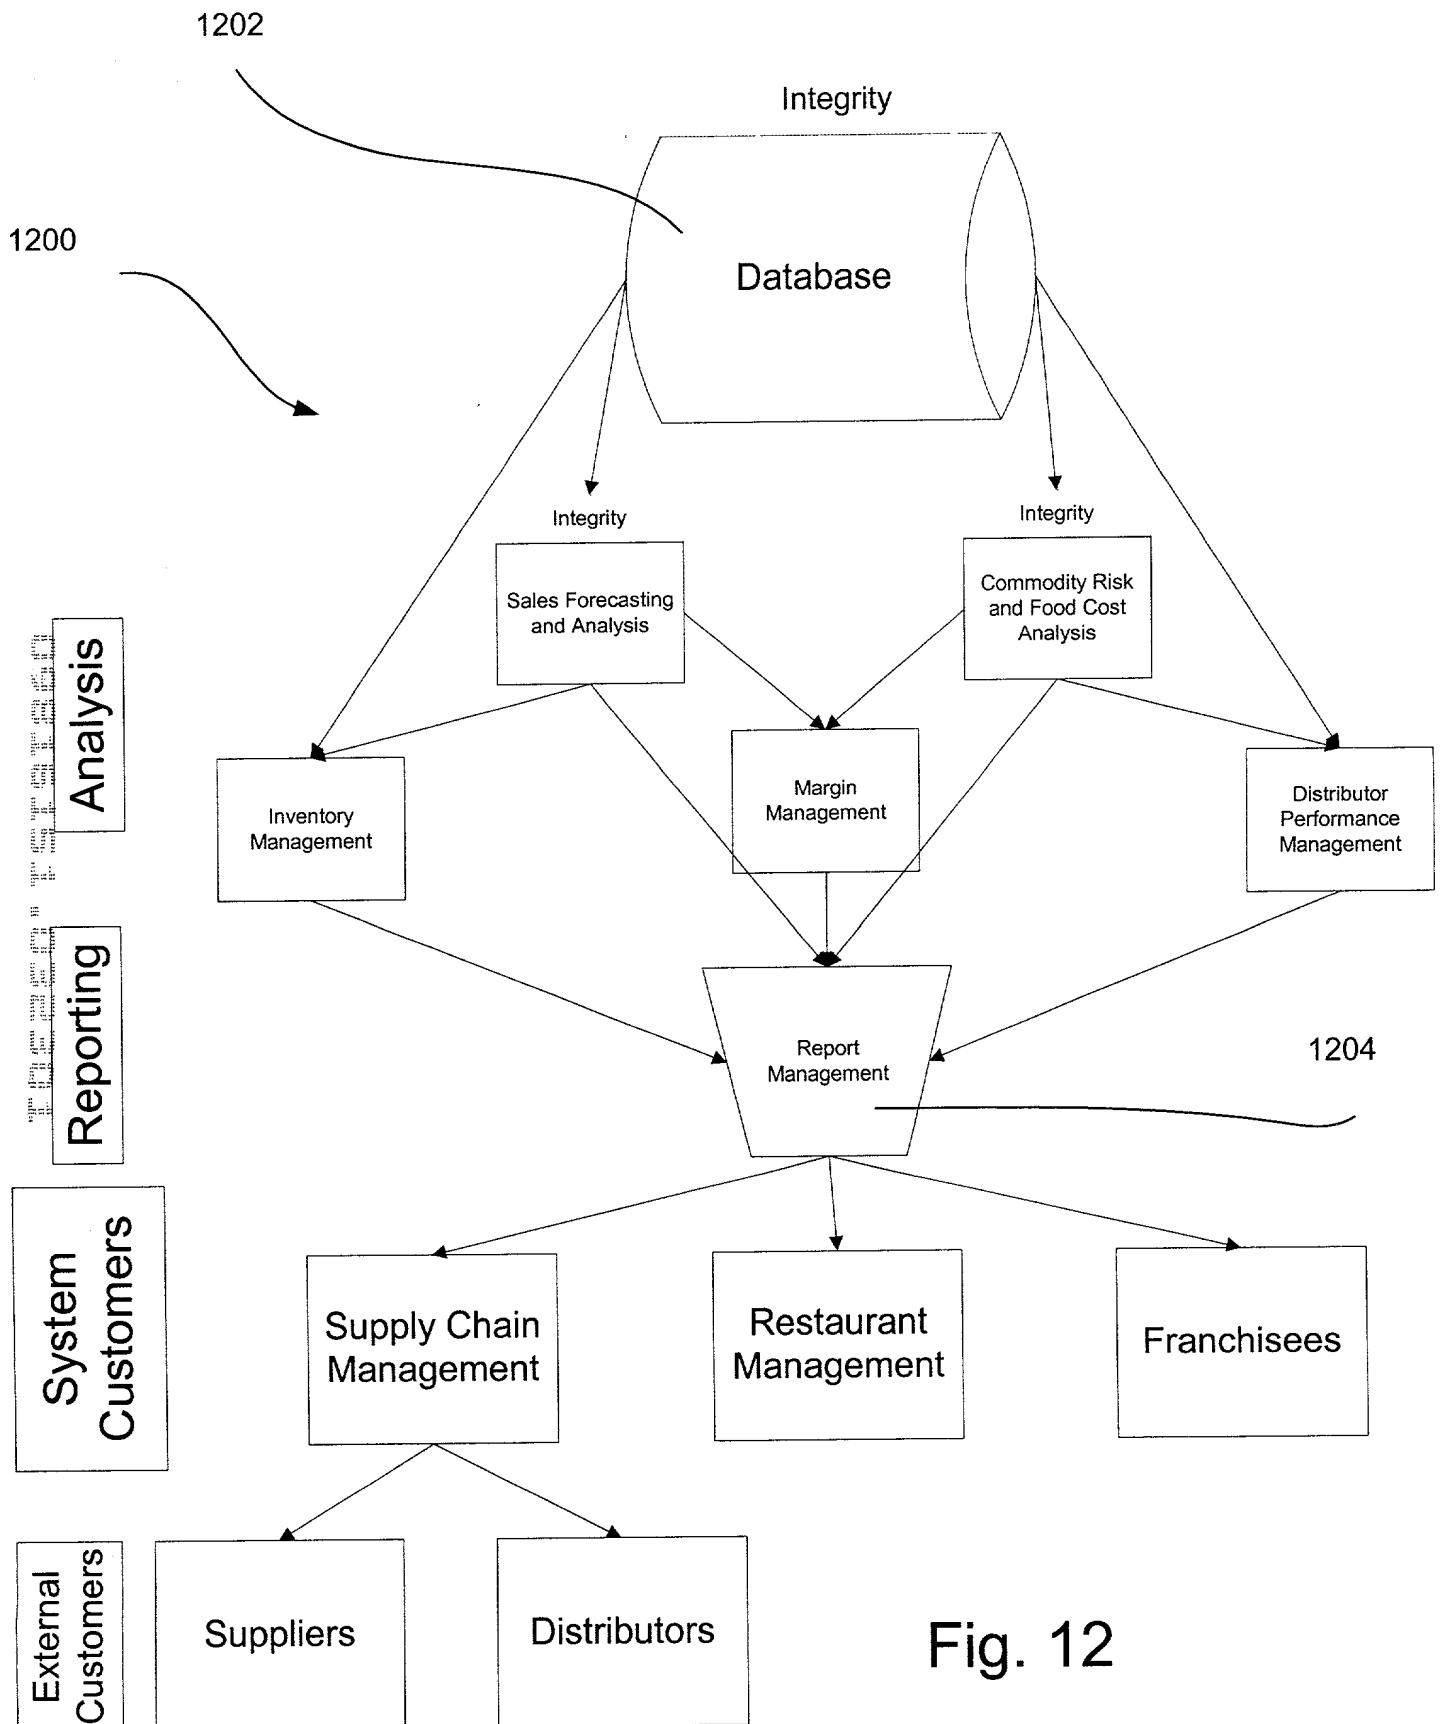 1202
Integrity
1200
Database
Integrity
Integrity
Sales Forecasting
and Analysis
Commodity Risk
and Food Cost
Analysis
Analysis
Inventory
Management
Margin
Management
Distributor
Performance
Management
Reporting
Report
Management
1204
System
Customers
Supply Chain
Management
Restaurant
Management
Franchisees
External
Customers
Suppliers
Distributors
Fig. 12